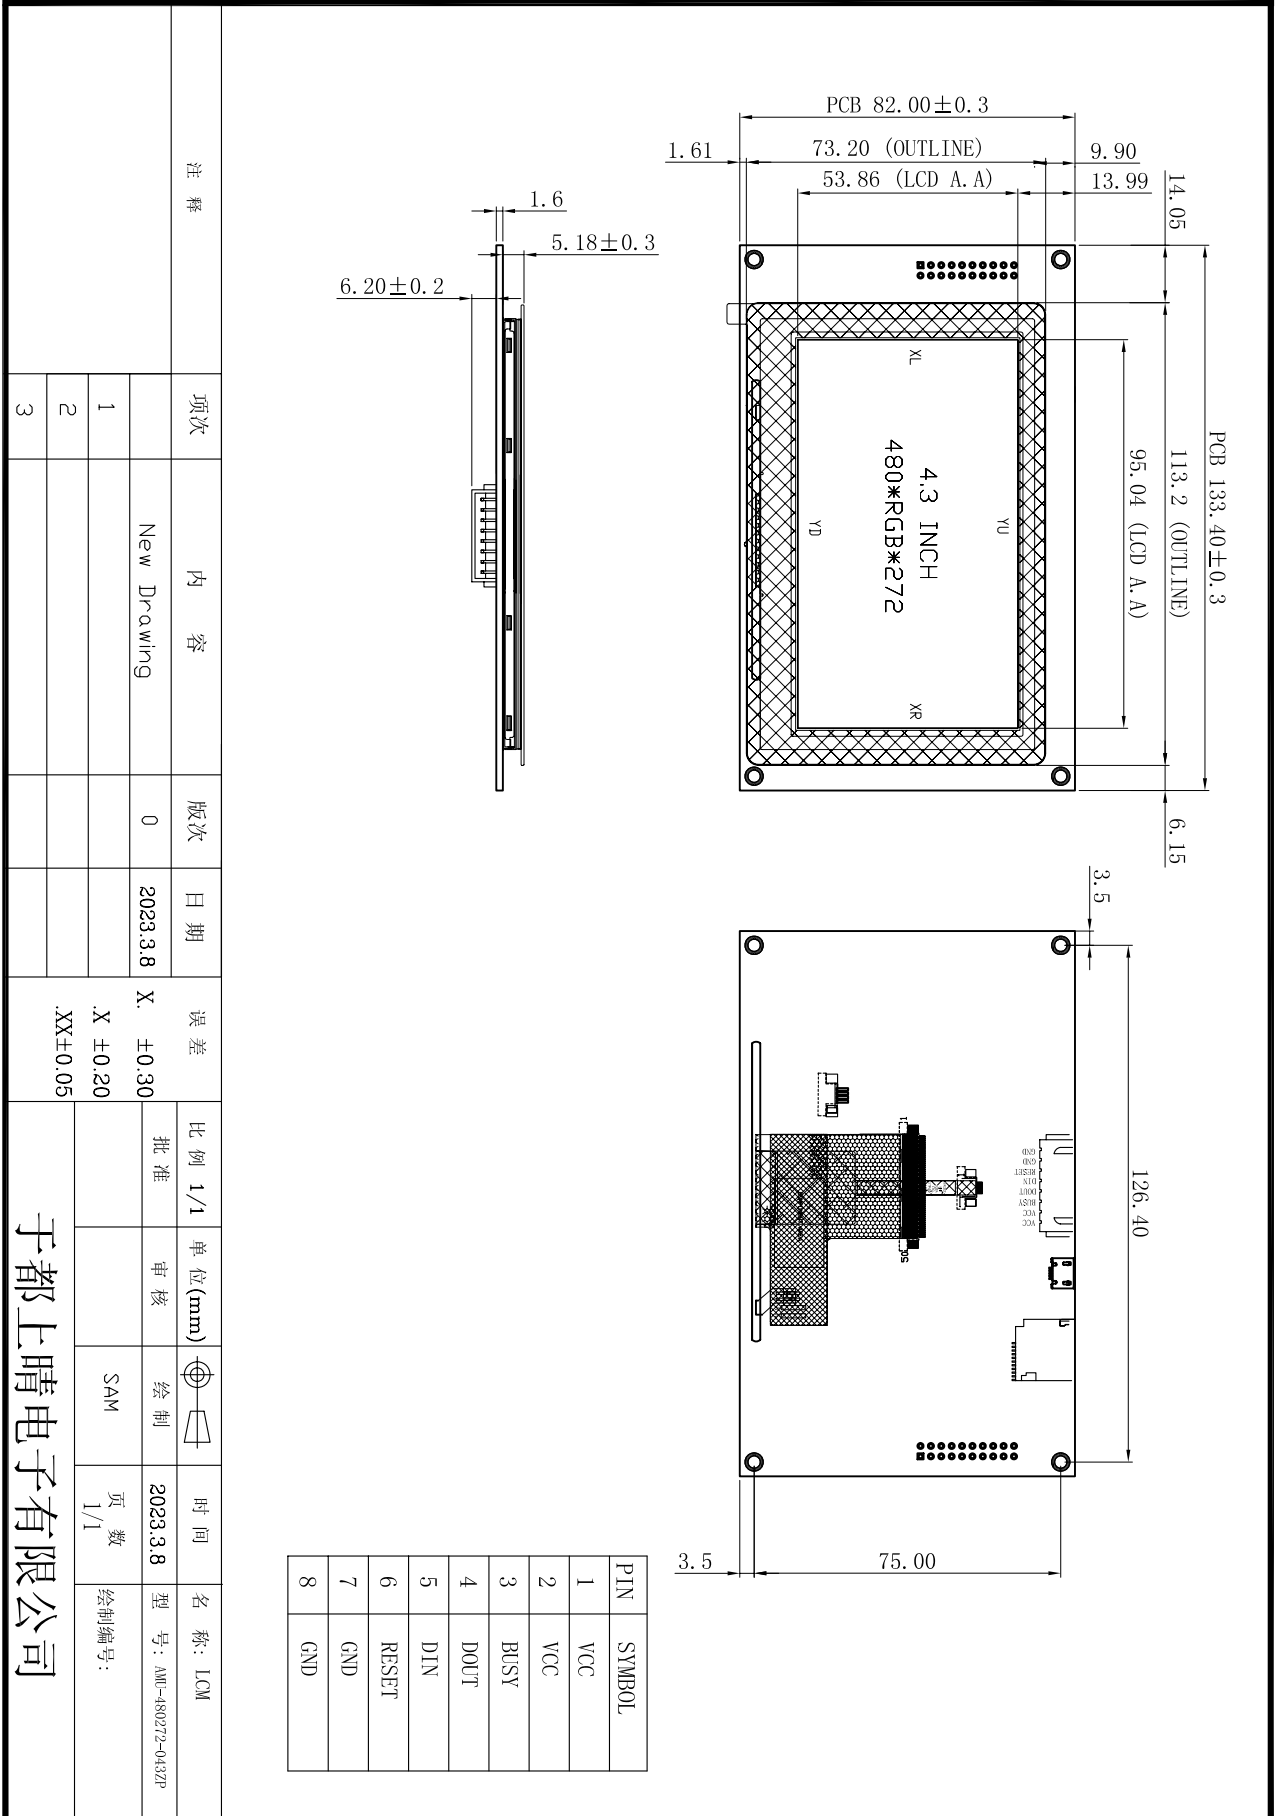 PCB 133.40±0.3
14.05
113.2 (OUTLINE)
6.15
95.04 (LCD A.A)
PCB 82.00±0.3
73.20 (OUTLINE)
53.86 (LCD A.A)
1.61
9.90
13.99
XL
YU
4.3 INCH
480*RGB*272
YD
XR
1.6
5.18±0.3
6.20±0.2
3.5
126.40
GND
GND
RESET
DIN
DOUT
BUSY
VCC
VCC
1
50
3.5
75.00
PIN SYMBOL
1 VCC
2 VCC
3 BUSY
4 DOUT
5 DIN
6 RESET
7 GND
8 GND
注 释
项次 内 容 版次 日 期 误 差
New Drawing 0 2023.3.8
1
2
3
X. ±0.30
.X ±0.20
.XX±0.05
比 例 1/1 单 位(mm) 时 间 名 称: LCM
批 准 审 核 绘 制 2023.3.8 型 号: AMU-480272-043ZP
SAM 页 数 绘制编号:
1/1
于都上晴电子有限公司